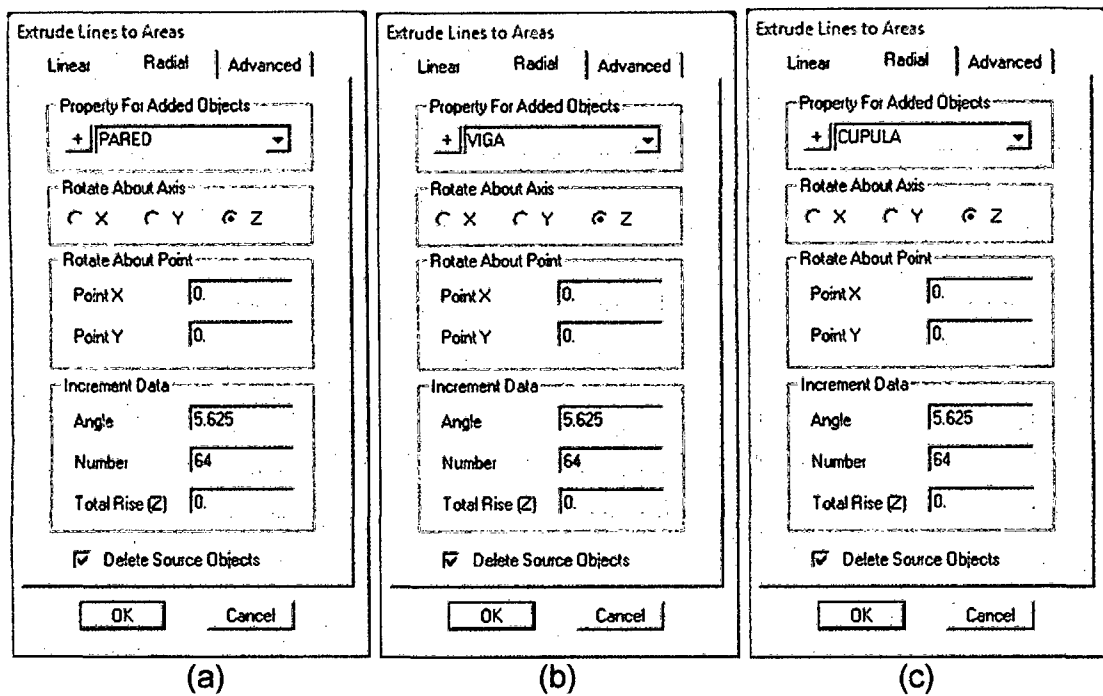 Extrude Lines to Areas
Linear Radial Advanced
Property For Added Objects
+ PARED
Rotate About Axis
X Y Z
Rotate About Point
Point X 0.
Point Y 0.
Increment Data
Angle 5.625
Number 64
Total Rise (Z) 0.
Delete Source Objects
OK Cancel
(a)
Extrude Lines to Areas
Linear Radial Advanced
Property For Added Objects
+ VIGA
Rotate About Axis
X Y Z
Rotate About Point
Point X 0.
Point Y 0.
Increment Data
Angle 5.625
Number 64
Total Rise (Z) 0.
Delete Source Objects
OK Cancel
(b)
Extrude Lines to Areas
Linear Radial Advanced
Property For Added Objects
+ CUPULA
Rotate About Axis
X Y Z
Rotate About Point
Point X 0.
Point Y 0.
Increment Data
Angle 5.625
Number 64
Total Rise (Z) 0.
Delete Source Objects
OK Cancel
(c)